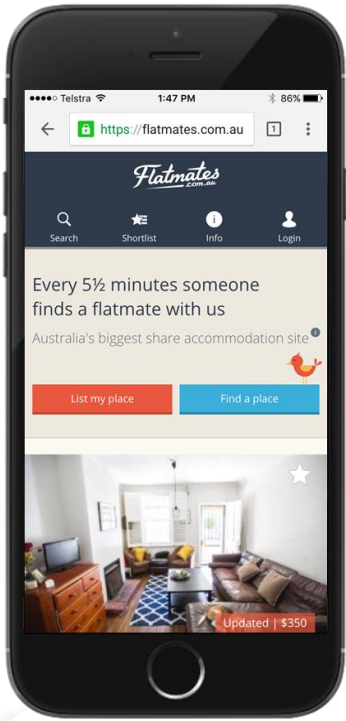 Telstra
1:47 PM
86%
https://flatmates.com.au
1
Flatmates
.com.au
Search
Shortlist
Info
Login
Every 5½ minutes someone
finds a flatmate with us
Australia's biggest share accommodation site
List my place
Find a place
Updated | $350